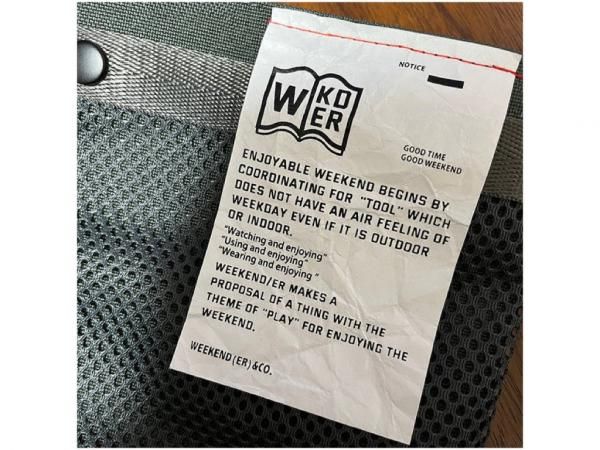 NOTICE
W KD
ER
GOOD TIME
GOOD WEEKEND
ENJOYABLE WEEKEND BEGINS BY
COORDINATING FOR "TOOL" WHICH
DOES NOT HAVE AN AIR FEELING OF
WEEKDAY EVEN IF IT IS OUTDOOR
OR INDOOR.
"Watching and enjoying"
"Using and enjoying"
"Wearing and enjoying"
WEEKEND/ER MAKES A
PROPOSAL OF A THING WITH THE
THEME OF "PLAY" FOR ENJOYING THE
WEEKEND.
WEEKEND(ER)&CO.